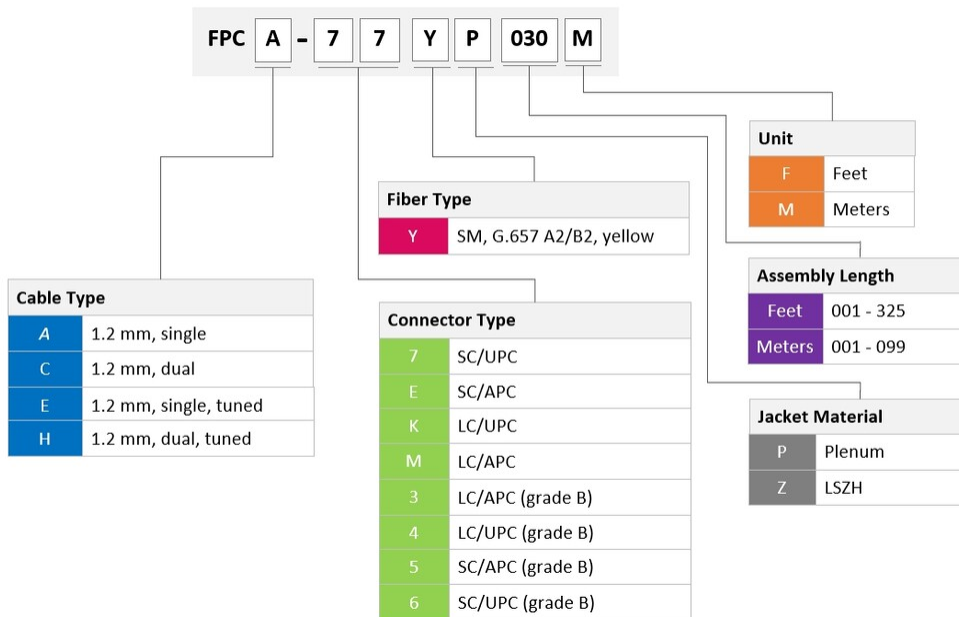 FPC A - 7 7 Y P 030 M
Unit
F Feet
M Meters
Fiber Type
Y SM, G.657 A2/B2, yellow
Assembly Length
Feet 001 - 325
Meters 001 - 099
Cable Type
A 1.2 mm, single
C 1.2 mm, dual
E 1.2 mm, single, tuned
H 1.2 mm, dual, tuned
Connector Type
7 SC/UPC
E SC/APC
K LC/UPC
M LC/APC
3 LC/APC (grade B)
4 LC/UPC (grade B)
5 SC/APC (grade B)
6 SC/UPC (grade B)
Jacket Material
P Plenum
Z LSZH